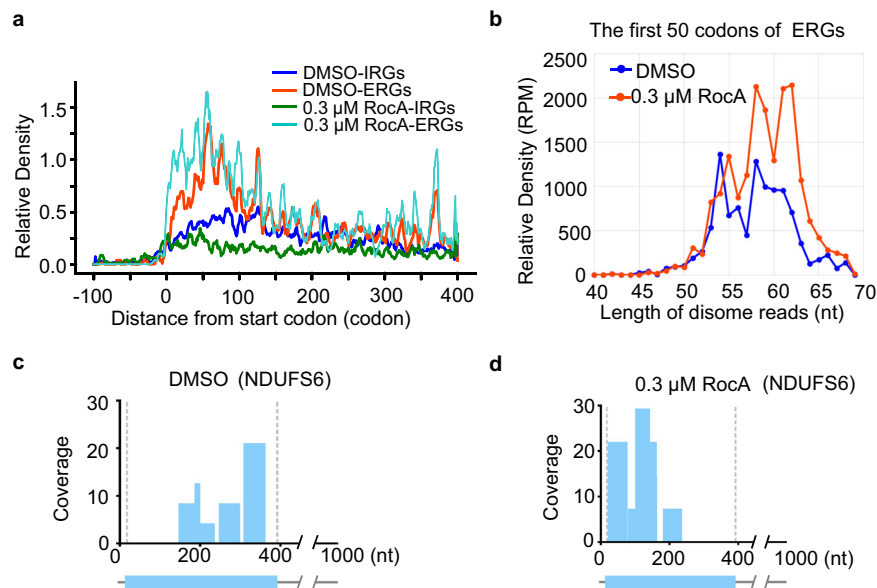 a
DMSO-IRGs
DMSO-ERGs
0.3 µM RocA-IRGs
0.3 µM RocA-ERGs
Relative Density
1.5
1.0
0.5
0.0
-100 0 100 200 300 400
Distance from start codon (codon)
b
The first 50 codons of ERGs
DMSO
0.3 µM RocA
Relative Density (RPM)
2500
2000
1500
1000
500
0
40 45 50 55 60 65 70
Length of disome reads (nt)
c
DMSO (NDUFS6)
Coverage
30
20
10
0
0 200 400 1000 (nt)
d
0.3 µM RocA (NDUFS6)
Coverage
30
20
10
0
0 200 400 1000 (nt)